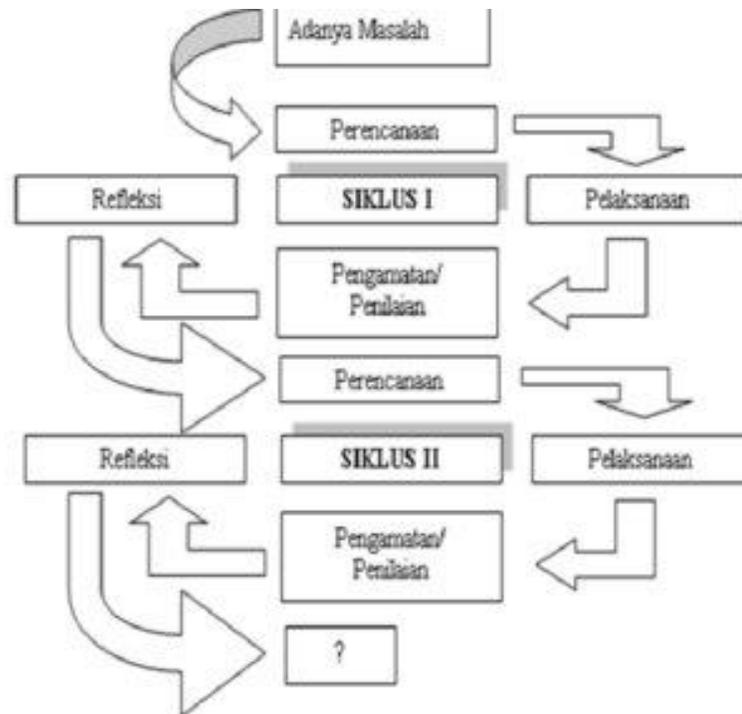 Adanya Masalah
Perencanaan
Refleksi
SIKLUS I
Pelaksanaan
Pengamatan/
Penilaian
Perencanaan
Refleksi
SIKLUS II
Pelaksanaan
Pengamatan/
Penilaian
?